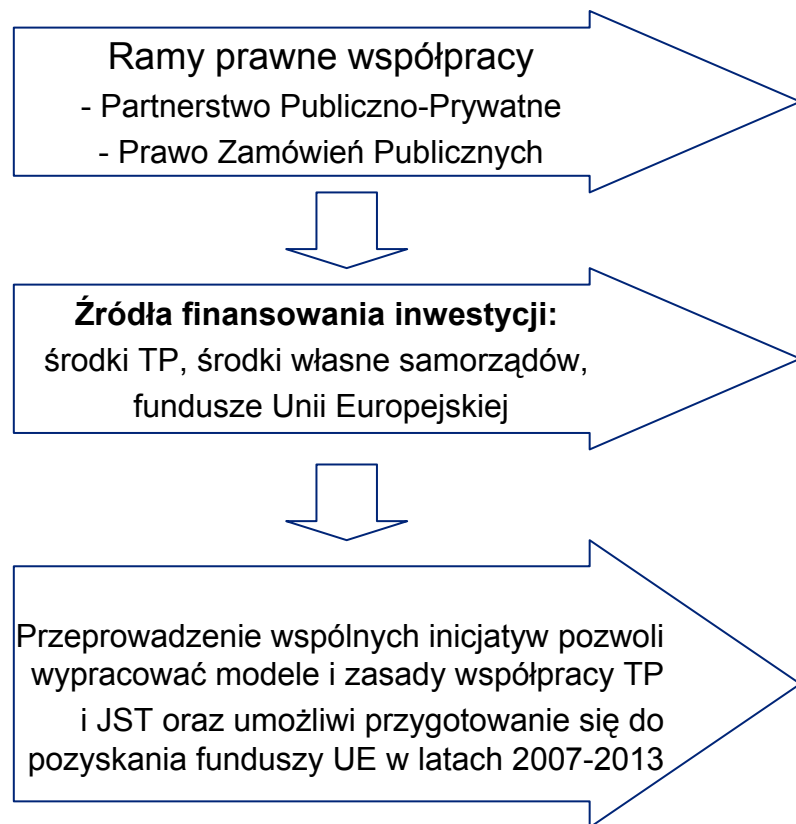 Ramy prawne współpracy
- Partnerstwo Publiczno-Prywatne
- Prawo Zamówień Publicznych
Źródła finansowania inwestycji:
środki TP, środki własne samorządów,
fundusze Unii Europejskiej
Przeprowadzenie wspólnych inicjatyw pozwoli
wypracować modele i zasady współpracy TP
i JST oraz umożliwi przygotowanie się do
pozyskania funduszy UE w latach 2007-2013